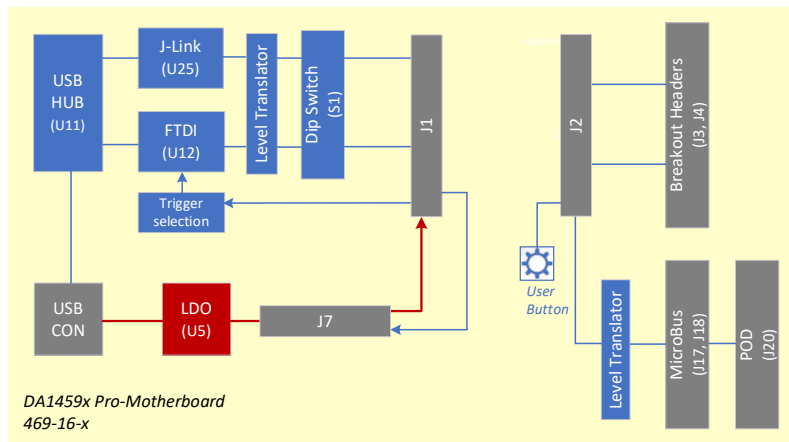 USB
HUB
(U11)
J-Link
(U25)
FTDI
(U12)
Trigger
selection
Level Translator
Dip Switch
(S1)
J1
USB
CON
LDO
(U5)
J7
J2
Breakout Headers
(J3, J4)
User
Button
Level Translator
MicroBus
(J17, J18)
POD
(J20)
DA1459x Pro-Motherboard
469-16-x